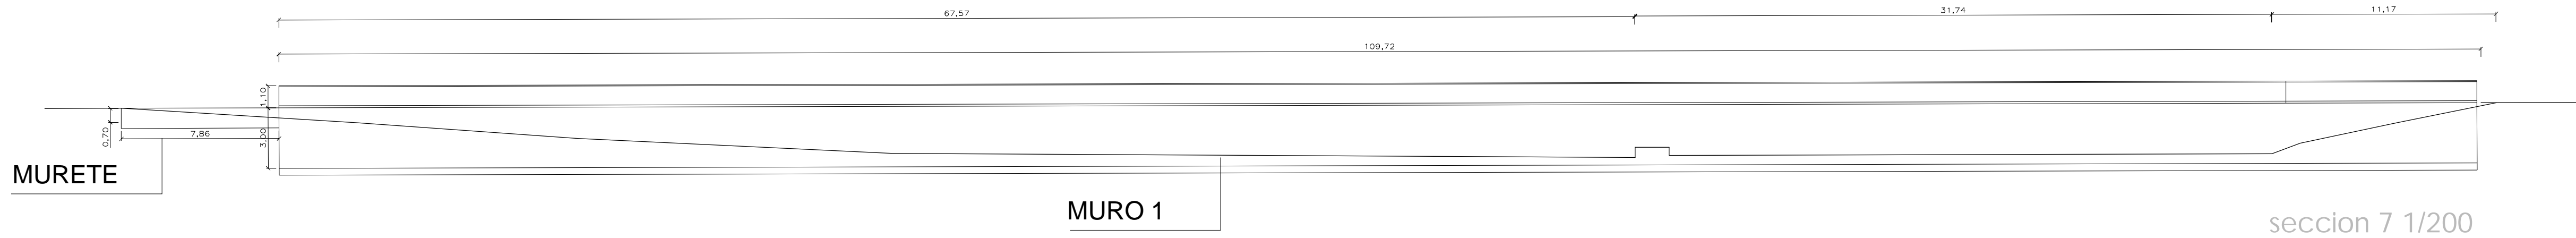 67,57
31,74
11,17
109,72
1,10
0,70
7,86
3,00
MURETE
MURO 1
seccion 7 1/200